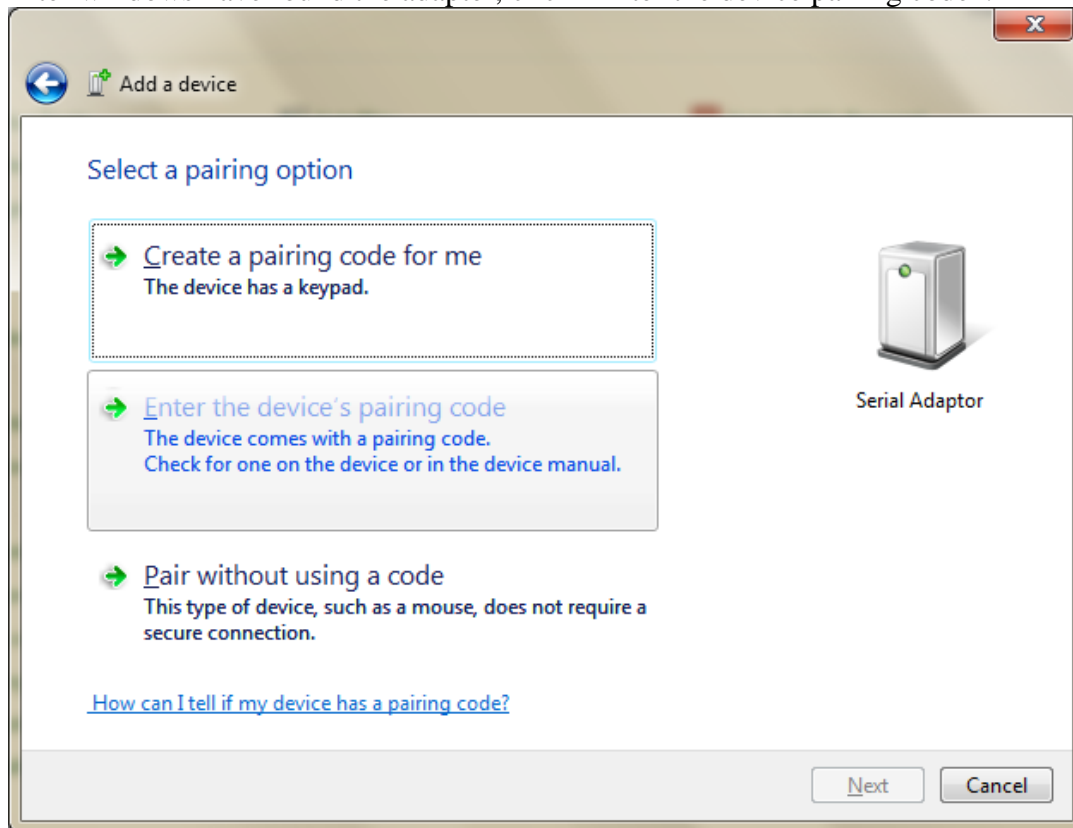 Add a device
Select a pairing option
Create a pairing code for me
The device has a keypad.
Enter the device's pairing code
The device comes with a pairing code.
Check for one on the device or in the device manual.
Serial Adaptor
Pair without using a code
This type of device, such as a mouse, does not require a
secure connection.
How can I tell if my device has a pairing code?
Next
Cancel